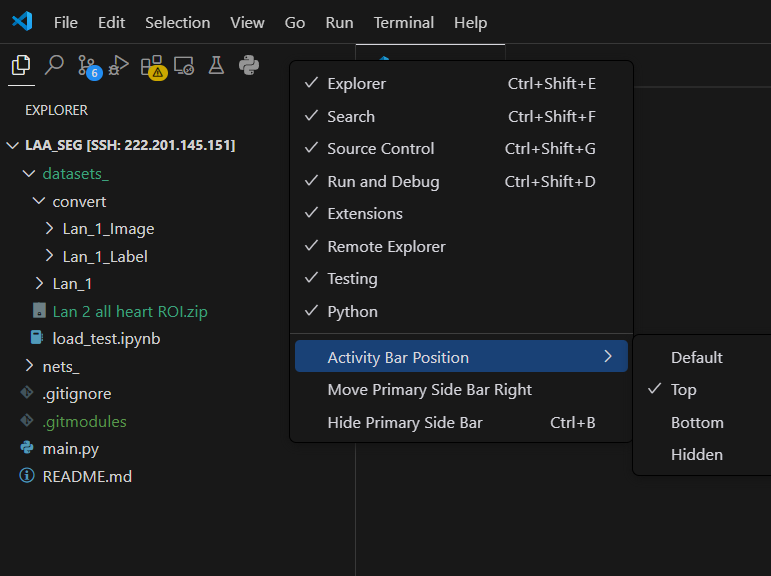 File Edit Selection View Go Run Terminal Help
6
EXPLORER
LAA_SEG [SSH: 222.201.145.151]
datasets_
convert
Lan_1_Image
Lan_1_Label
Lan_1
Lan 2 all heart ROI.zip
load_test.ipynb
nets_
.gitignore
.gitmodules
main.py
README.md
Explorer Ctrl+Shift+E
Search Ctrl+Shift+F
Source Control Ctrl+Shift+G
Run and Debug Ctrl+Shift+D
Extensions
Remote Explorer
Testing
Python
Activity Bar Position
Move Primary Side Bar Right
Hide Primary Side Bar Ctrl+B
Default
Top
Bottom
Hidden